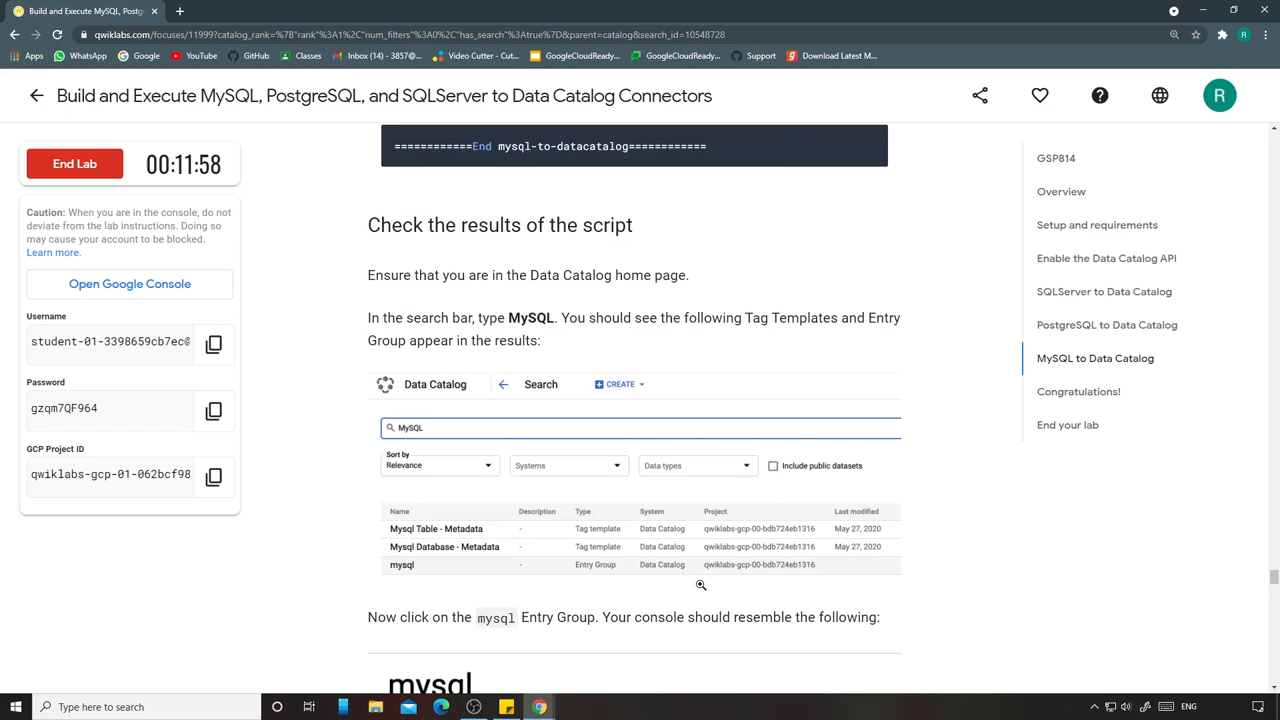 Build and Execute MySQL, Postgr
qwiklabs.com/focuses/11999?catalog_rank=%7B"rank"%3A1%2C"num_filters"%3A0%2C"has_search"%3Atrue%7D&parent=catalog&search_id=10548728
R
Apps
WhatsApp
Google
YouTube
GitHub
Classes
Inbox (14) - 3857@...
Video Cutter - Cut...
GoogleCloudReady...
GoogleCloudReady...
Support
Download Latest M...
Build and Execute MySQL, PostgreSQL, and SQLServer to Data Catalog Connectors
R
End Lab
00:11:58
Caution: When you are in the console, do not
deviate from the lab instructions. Doing so
may cause your account to be blocked.
Learn more.
Open Google Console
Username
student-01-3398659cb7ec@
Password
gzqm7QF964
GCP Project ID
qwiklabs-gcp-01-062bcf98
============End mysql-to-datacatalog============
Check the results of the script
Ensure that you are in the Data Catalog home page.
In the search bar, type MySQL. You should see the following Tag Templates and Entry
Group appear in the results:
Data Catalog
Search
CREATE
MySQL
Sort by
Relevance
Systems
Data types
Include public datasets
Name Description Type System Project Last modified
Mysql Table - Metadata - Tag template Data Catalog qwiklabs-gcp-00-bdb724eb1316 May 27, 2020
Mysql Database - Metadata - Tag template Data Catalog qwiklabs-gcp-00-bdb724eb1316 May 27, 2020
mysql - Entry Group Data Catalog qwiklabs-gcp-00-bdb724eb1316
Now click on the mysql Entry Group. Your console should resemble the following:
mysql
GSP814
Overview
Setup and requirements
Enable the Data Catalog API
SQLServer to Data Catalog
PostgreSQL to Data Catalog
MySQL to Data Catalog
Congratulations!
End your lab
Type here to search
ENG